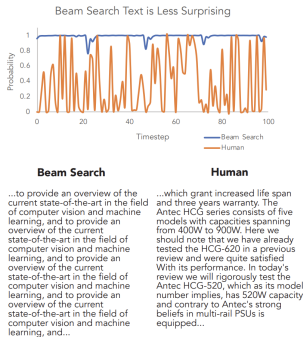 Beam Search Text is Less Surprising
Probability
1
0.8
0.6
0.4
0.2
0
0
20
40
60
80
100
Timestep
Beam Search
Human
Beam Search
...to provide an overview of the
current state-of-the-art in the field
of computer vision and machine
learning, and to provide an
overview of the current
state-of-the-art in the field of
computer vision and machine
learning, and to provide an
overview of the current
state-of-the-art in the field of
computer vision and machine
learning, and to provide an
overview of the current
state-of-the-art in the field of
computer vision and machine
learning, and...
Human
...which grant increased life span
and three years warranty. The
Antec HCG series consists of five
models with capacities spanning
from 400W to 900W. Here we
should note that we have already
tested the HCG-620 in a previous
review and were quite satisfied
With its performance. In today's
review we will rigorously test the
Antec HCG-520, which as its model
number implies, has 520W capacity
and contrary to Antec's strong
beliefs in multi-rail PSUs is
equipped...